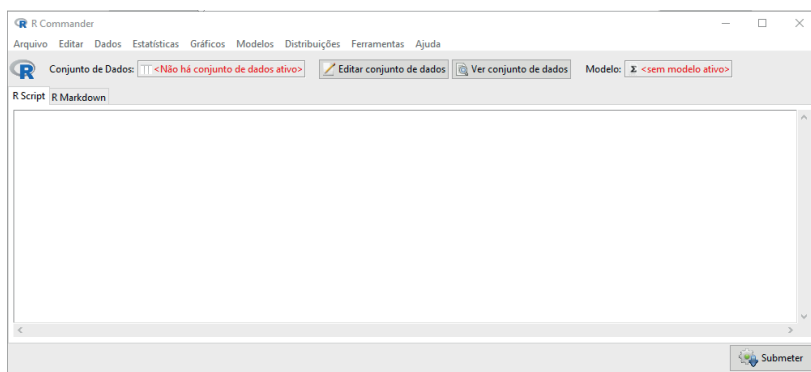 R Commander
Arquivo Editar Dados Estatísticas Gráficos Modelos Distribuições Ferramentas Ajuda
R Conjunto de Dados: <Não há conjunto de dados ativo> Editar conjunto de dados Ver conjunto de dados Modelo: Σ <sem modelo ativo>
R Script R Markdown
Submeter